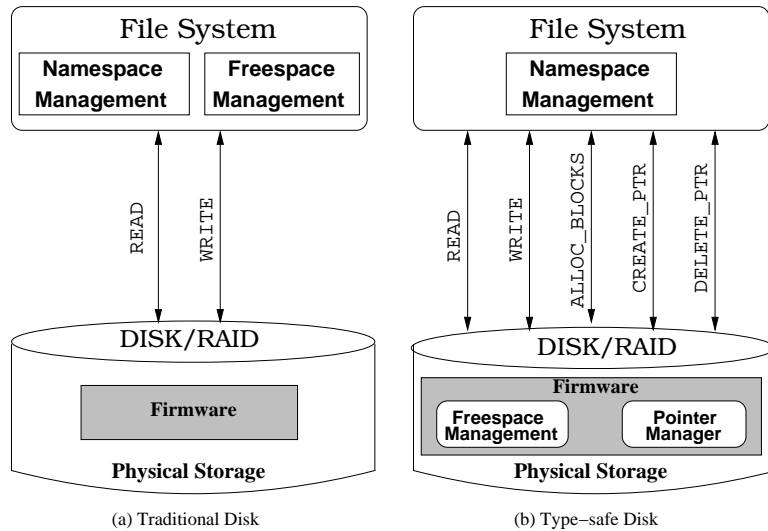 File System
Namespace
Management
Freespace
Management
READ
WRITE
DISK/RAID
Firmware
Physical Storage
(a) Traditional Disk
File System
Namespace
Management
READ
WRITE
ALLOC_BLOCKS
CREATE_PTR
DELETE_PTR
DISK/RAID
Firmware
Freespace
Management
Pointer
Manager
Physical Storage
(b) Type−safe Disk